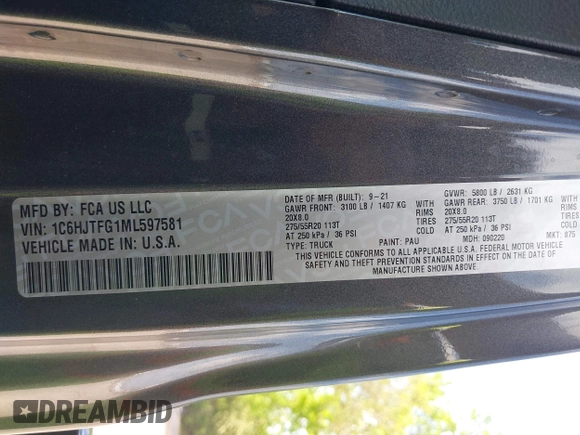 MFD BY: FCA US LLC
VIN: 1C6HJTFG1ML597581
VEHICLE MADE IN U.S.A.
DATE OF MFR (BUILT): 9-21
GAWR FRONT: 3100 LB / 1407 KG WITH
20X8.0 RIMS
275/55R20 113T TIRES
AT 250 kPa / 36 PSI COLD
GVWR: 5800 LB / 2631 KG
GAWR REAR: 3750 LB / 1701 KG WITH
20X8.0 RIMS
275/55R20 113T TIRES
AT 250 kPa / 36 PSI COLD
TYPE: TRUCK PAINT: PAU MDH: 090220 MKT: 875
THIS VEHICLE CONFORMS TO ALL APPLICABLE U.S.A. FEDERAL MOTOR VEHICLE
SAFETY AND THEFT PREVENTION STANDARDS IN EFFECT ON THE DATE OF
MANUFACTURE SHOWN ABOVE.
DREAMBID